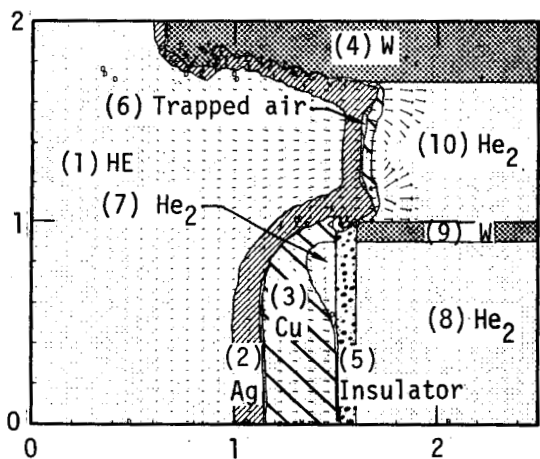 2
(4) W
(6) Trapped air
(10) He2
(1) HE
(7) He2
1
(9) W
(3)
Cu
(8) He2
(2)
(5)
Ag
Insulator
0
0
1
2